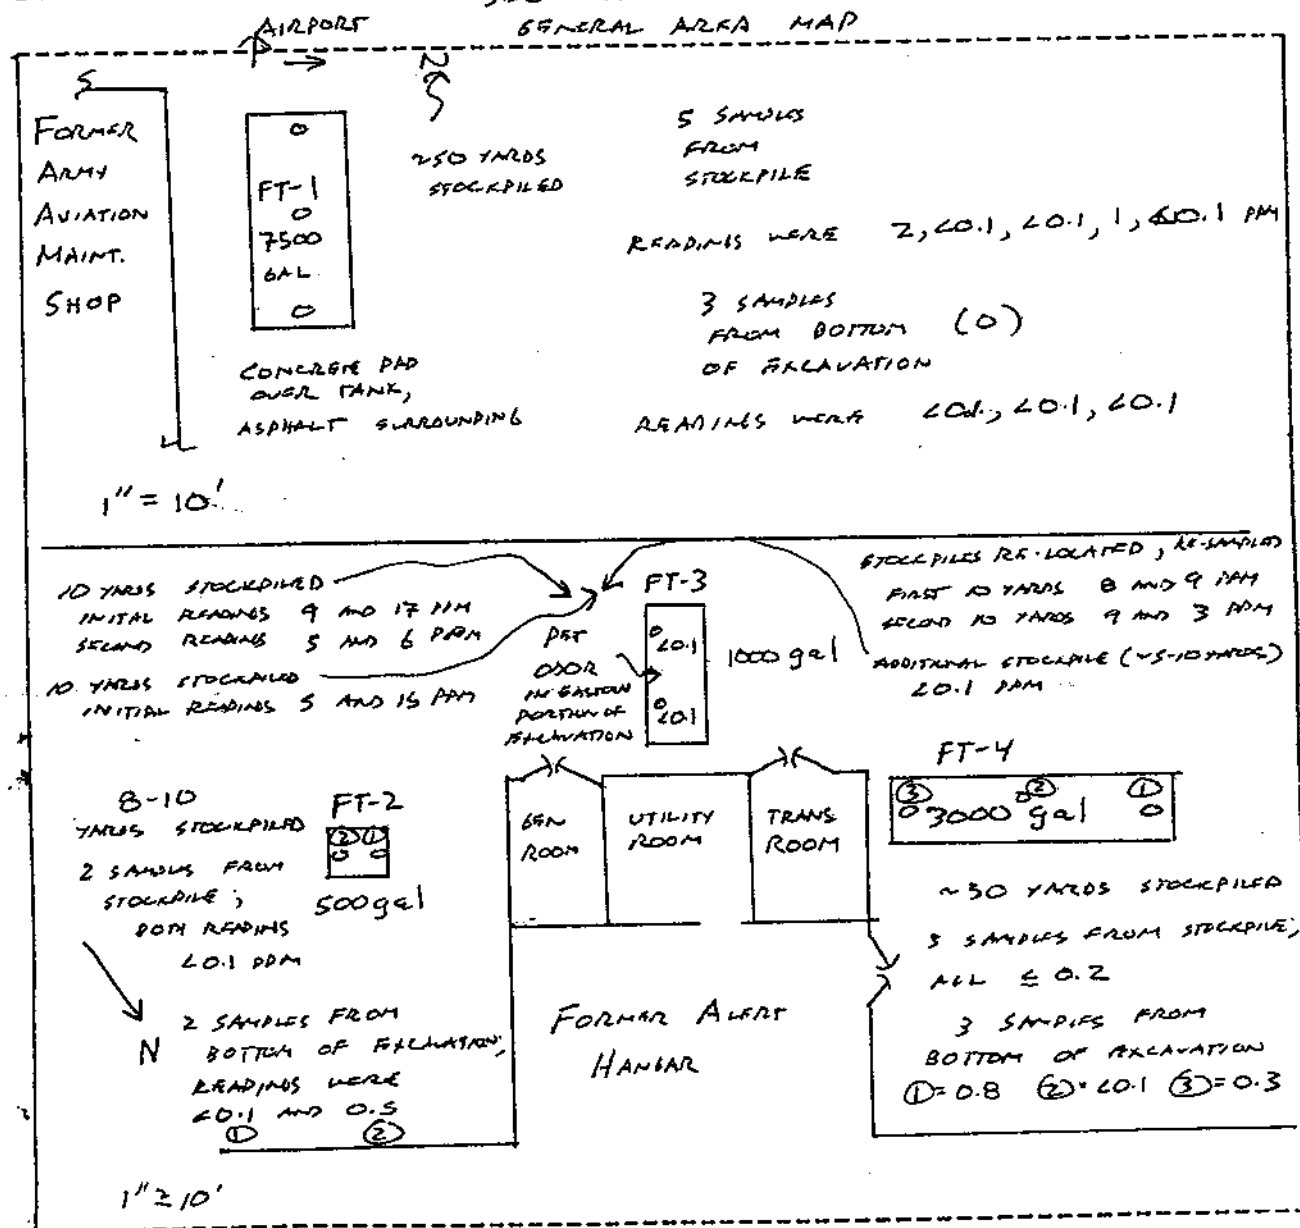 AIRPORT
GENERAL AREA MAP
FORMER
ARMY
AVIATION
MAINT.
SHOP
FT-1
7500
GAL.
250 YARDS
STOCKPILED
5 SAMPLES
FROM
STOCKPILE
READINGS WERE 2, <0.1, <0.1, 1, <0.1 PPM
3 SAMPLES
FROM BOTTOM (O)
OF EXCAVATION
READINGS WERE <0.1, <0.1, <0.1
CONCRETE PAD
OVER TANK,
ASPHALT SURROUNDING
1" = 10'
10 YARDS STOCKPILED
INITAL READINGS 9 AND 17 PPM
SECOND READINGS 5 AND 6 PPM
10 YARDS STOCKPILED
INITIAL READINGS 5 AND 15 PPM
PET
ODOR
IN EASTERN
PORTION OF
EXCAVATION
FT-3
<0.1
<0.1
1000 gal
STOCKPILES RE-LOCATED, RE-SAMPLED
FIRST 10 YARDS 8 AND 9 PPM
SECOND 10 YARDS 9 AND 3 PPM
ADDITIONAL STOCKPILE (~5-10 YARDS)
<0.1 PPM
8-10
YARDS STOCKPILED
2 SAMPLES FROM
STOCKPILE;
BOTH READING
<0.1 PPM
FT-2
② ①
500 gal
N
2 SAMPLES FROM
BOTTOM OF EXCAVATION;
READINGS WERE
<0.1 AND 0.5
① ②
GEN
ROOM
UTILITY
ROOM
TRANS
ROOM
FORMER ALERT
HANGAR
FT-4
③ ② ①
3000 gal
YARDS STOCKPILED
3 SAMPLES FROM STOCKPILE,
ALL ≤ 0.2
3 SAMPLES FROM
BOTTOM OF EXCAVATION
①=0.8 ②=<0.1 ③=0.3
1" = 10'